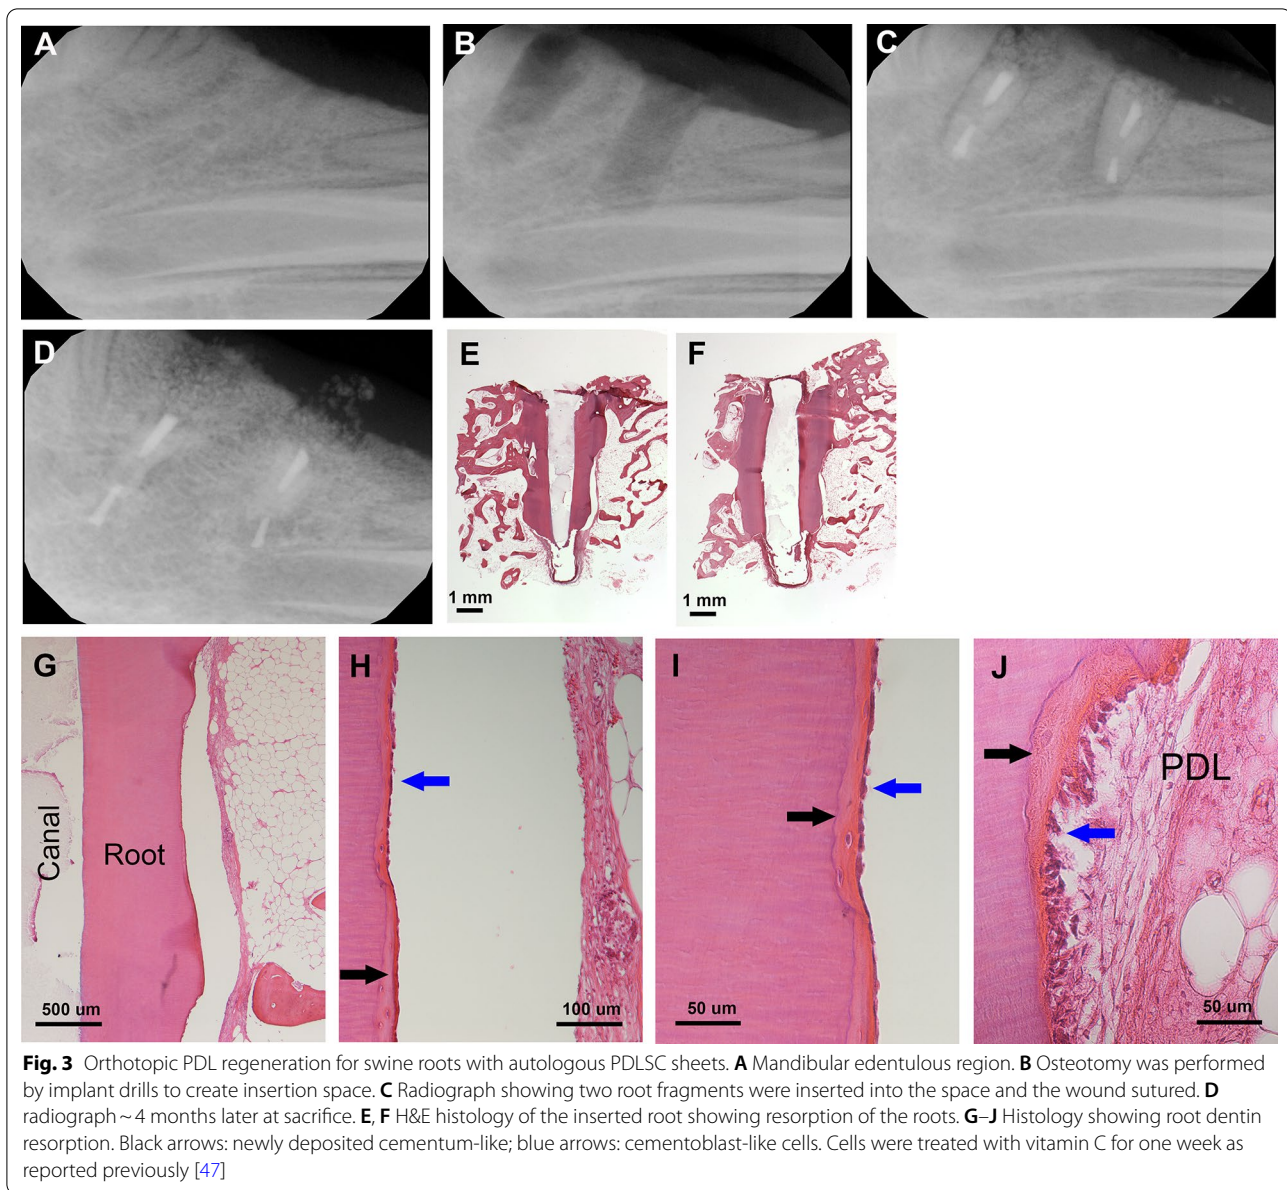 A
B
C
D
E
F
1 mm
1 mm
G
H
I
J
Canal
Root
PDL
500 um
100 um
50 um
50 um
Fig. 3 Orthotopic PDL regeneration for swine roots with autologous PDLSC sheets. A Mandibular edentulous region. B Osteotomy was performed
by implant drills to create insertion space. C Radiograph showing two root fragments were inserted into the space and the wound sutured. D
radiograph ~ 4 months later at sacrifice. E, F H&E histology of the inserted root showing resorption of the roots. G–J Histology showing root dentin
resorption. Black arrows: newly deposited cementum-like; blue arrows: cementoblast-like cells. Cells were treated with vitamin C for one week as
reported previously [47]